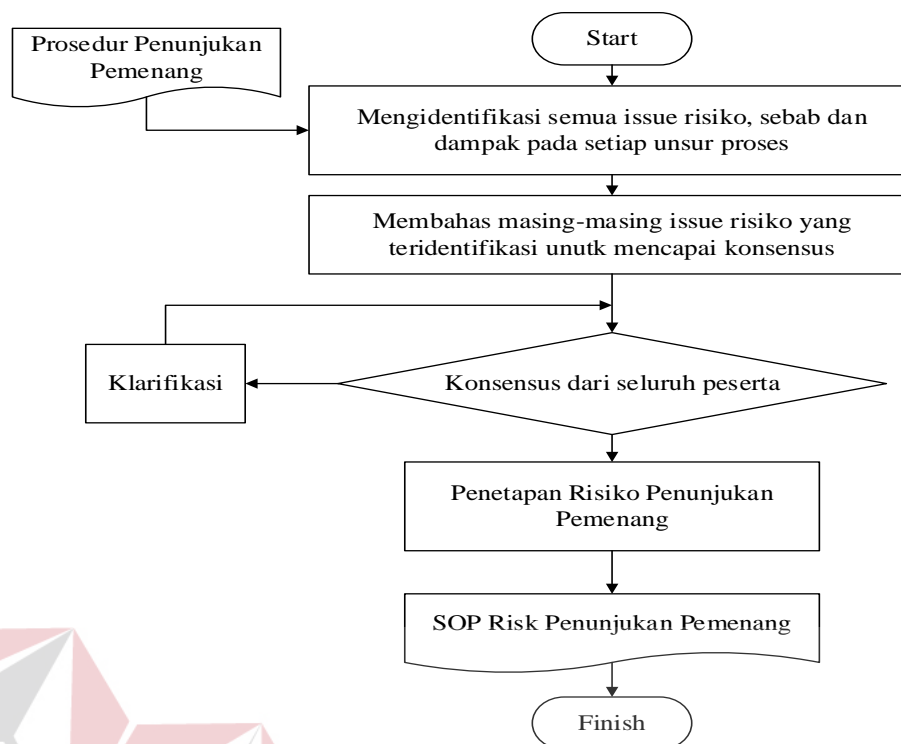 Prosedur Penunjukan
Pemenang
Start
Mengidentifikasi semua issue risiko, sebab dan
dampak pada setiap unsur proses
Membahas masing-masing issue risiko yang
teridentifikasi unutk mencapai konsensus
Klarifikasi
Konsensus dari seluruh peserta
Penetapan Risiko Penunjukan
Pemenang
SOP Risk Penunjukan Pemenang
Finish